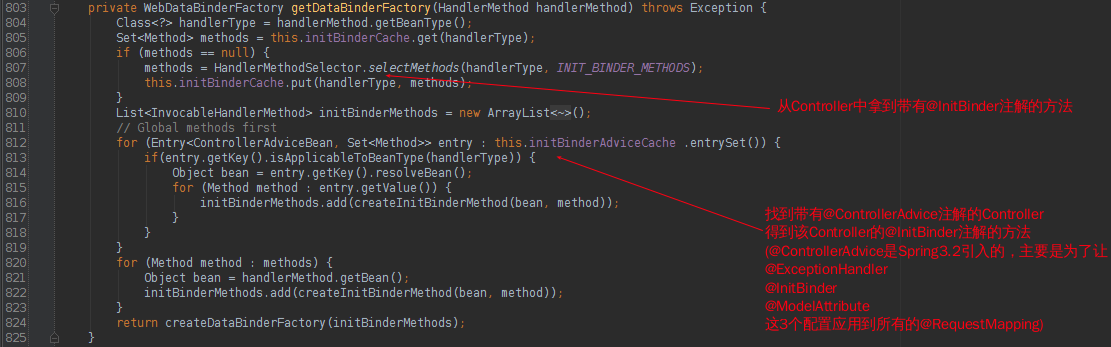 803 private WebDataBinderFactory getDataBinderFactory(HandlerMethod handlerMethod) throws Exception {
804 Class<?> handlerType = handlerMethod.getBeanType();
805 Set<Method> methods = this.initBinderCache.get(handlerType);
806 if (methods == null) {
807 methods = HandlerMethodSelector.selectMethods(handlerType, INIT_BINDER_METHODS);
808 this.initBinderCache.put(handlerType, methods);
809 }
810 List<InvocableHandlerMethod> initBinderMethods = new ArrayList<~>();
811 // Global methods first
812 for (Entry<ControllerAdviceBean, Set<Method>> entry : this.initBinderAdviceCache .entrySet()) {
813 if(entry.getKey().isApplicableToBeanType(handlerType)) {
814 Object bean = entry.getKey().resolveBean();
815 for (Method method : entry.getValue()) {
816 initBinderMethods.add(createInitBinderMethod(bean, method));
817 }
818 }
819 }
820 for (Method method : methods) {
821 Object bean = handlerMethod.getBean();
822 initBinderMethods.add(createInitBinderMethod(bean, method));
823 }
824 return createDataBinderFactory(initBinderMethods);
825 }
从Controller中拿到带有@InitBinder注解的方法
找到带有@ControllerAdvice注解的Controller
得到该Controller的@InitBinder注解的方法
(@ControllerAdvice是Spring3.2引入的，主要是为了让
@ExceptionHandler
@InitBinder
@ModelAttribute
这3个配置应用到所有的@RequestMapping)